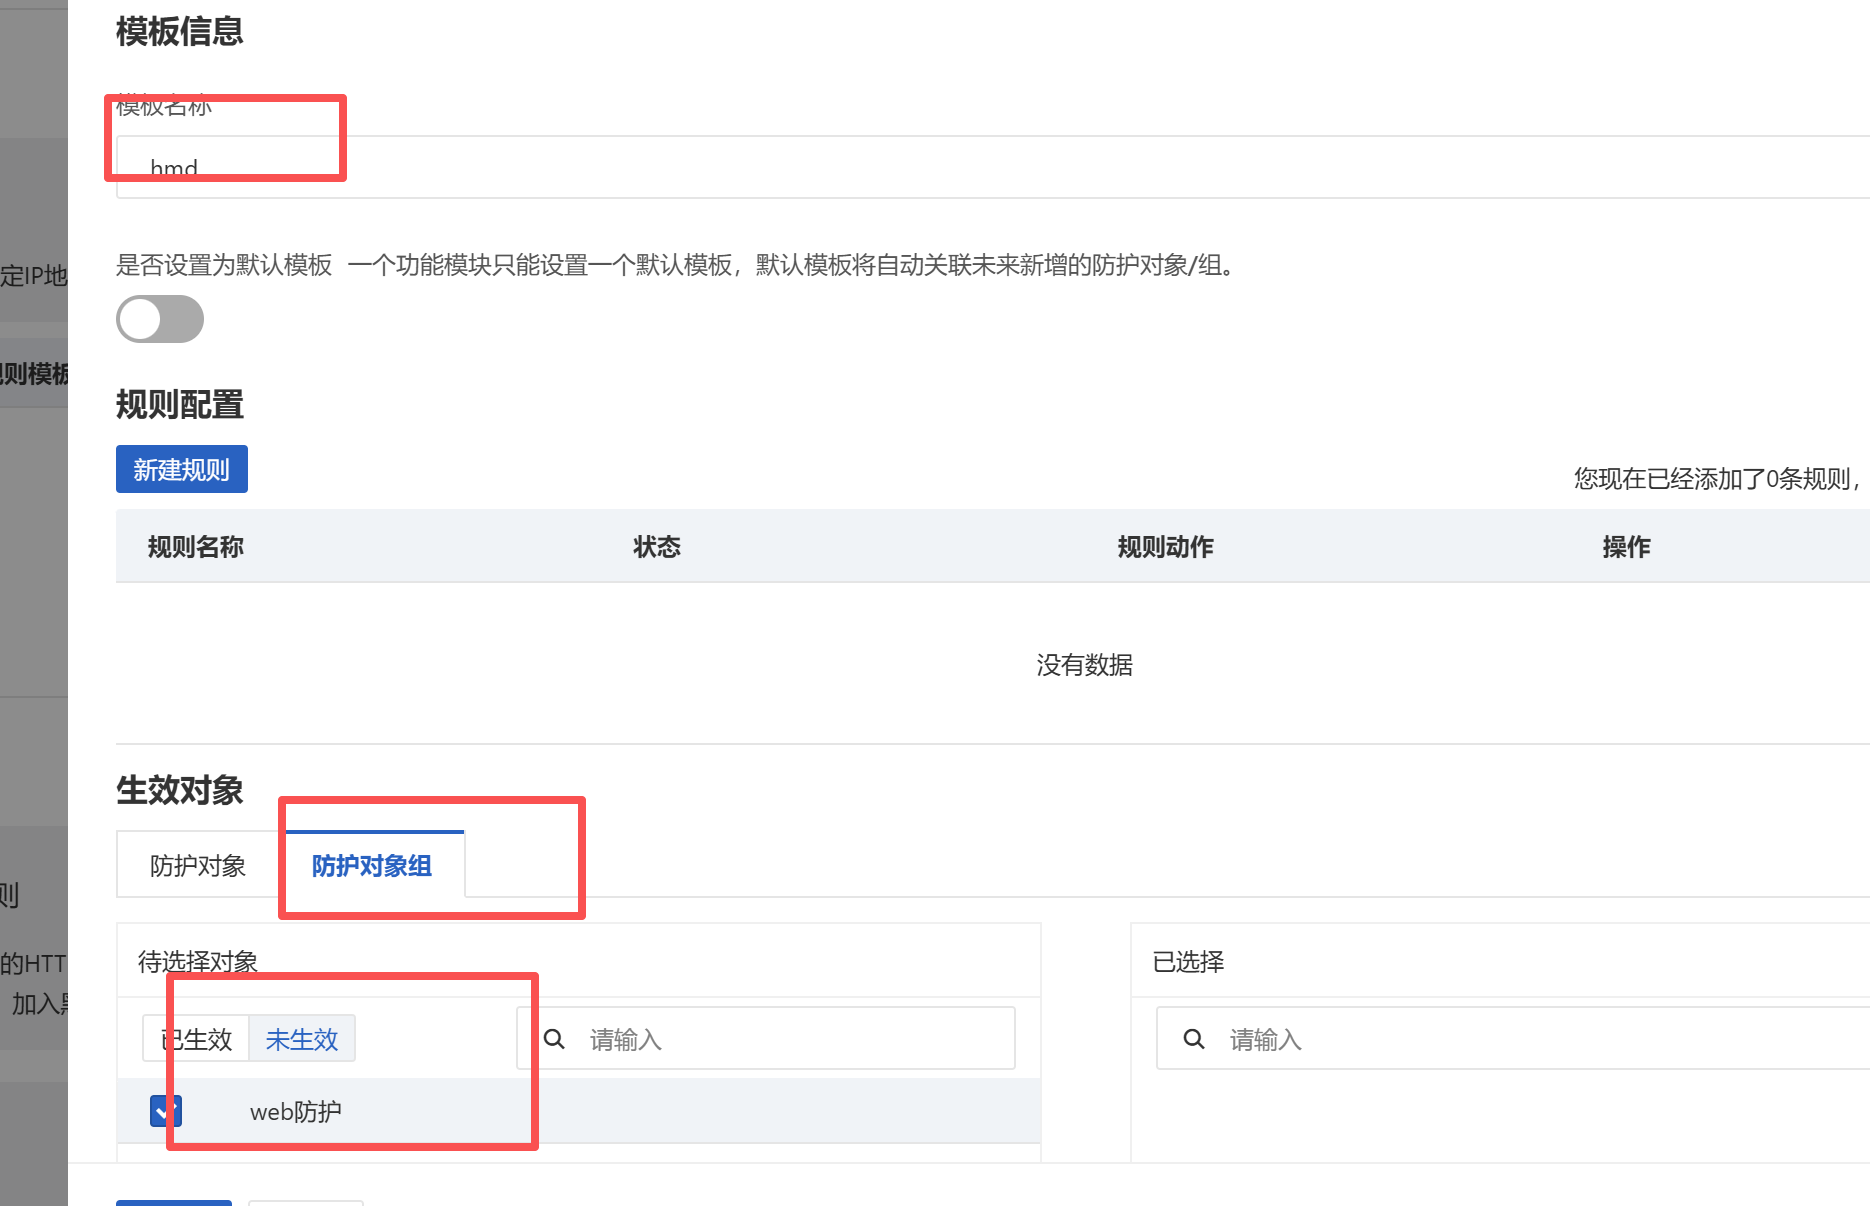 模板信息
模板名称
hmd
是否设置为默认模板 一个功能模块只能设置一个默认模板，默认模板将自动关联未来新增的防护对象/组。
定IP地
则模板
规则配置
新建规则
您现在已经添加了0条规则，
规则名称 状态 规则动作 操作
没有数据
生效对象
防护对象 防护对象组
则
待选择对象 已选择
的HTT
加入
已生效 未生效 请输入 请输入
web防护